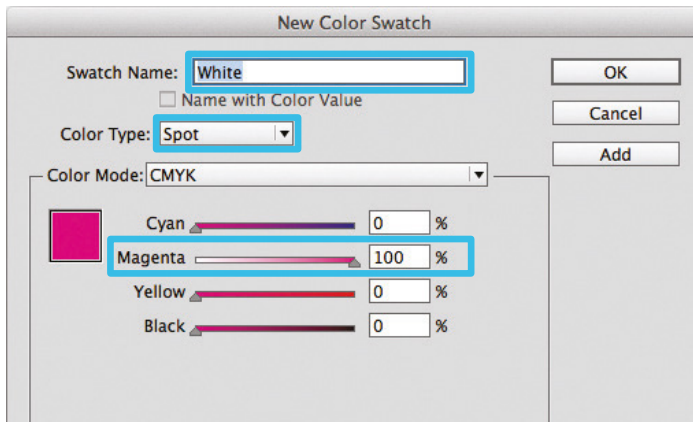 New Color Swatch
Swatch Name: White
OK
Name with Color Value
Cancel
Color Type: Spot
Add
Color Mode: CMYK
Cyan 0 %
Magenta 100 %
Yellow 0 %
Black 0 %